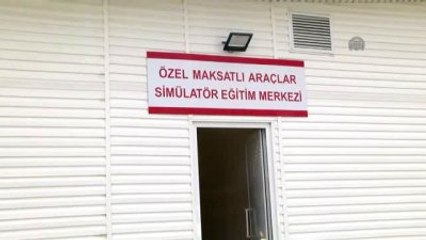 ÖZEL MAKSATLI ARAÇLAR
SİMÜLATÖR EĞİTİM MERKEZİ